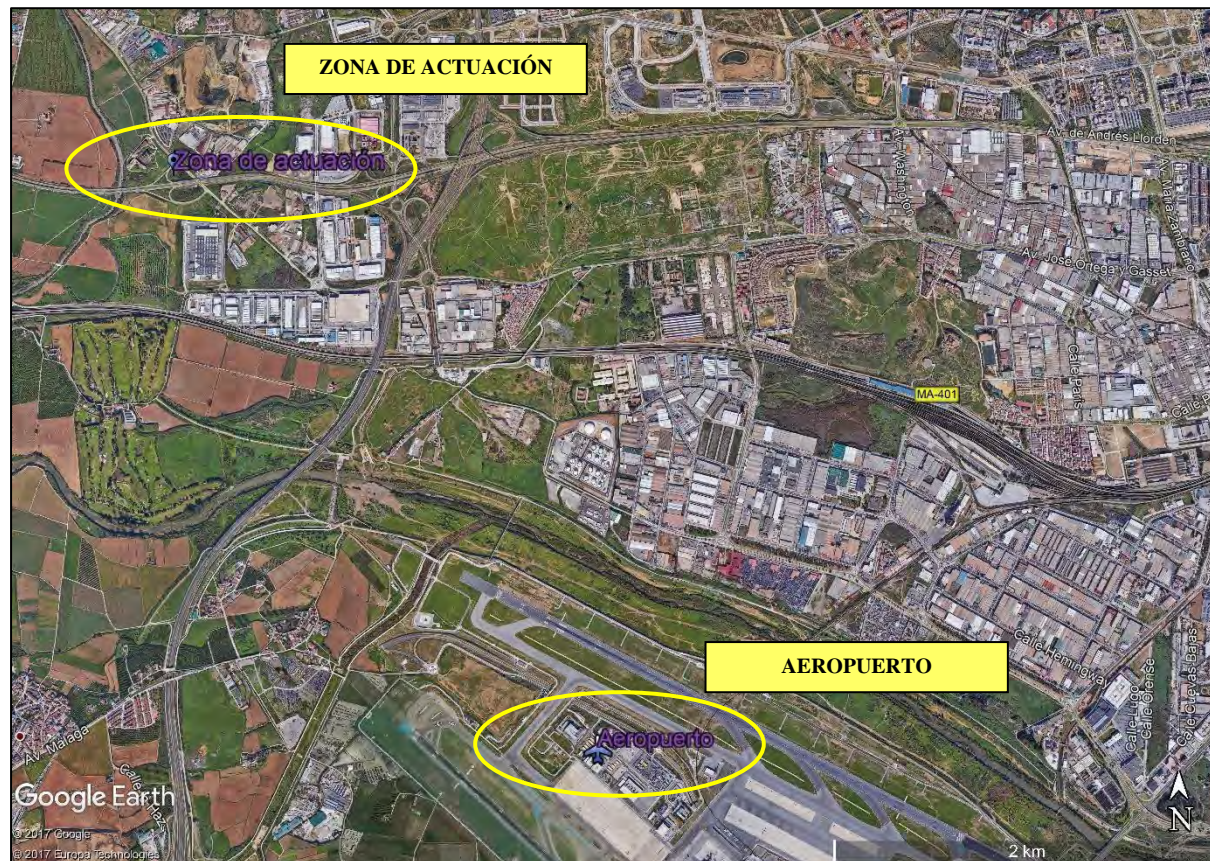 ZONA DE ACTUACIÓN
Zona de actuación
Av. de Andrés Llordén
Av. Washington
Av. María Zambrano
Av. José Ortega Y Gasset
Calle París
MA-401
Calle
AEROPUERTO
Calle Hemingway
Calle Lugo
Calle Orense
Calle Cuevas Bajas
Aeropuerto
Av. Málaga
Google Earth
© 2017 Google
© 2017 Europa Technologies
2 km
N